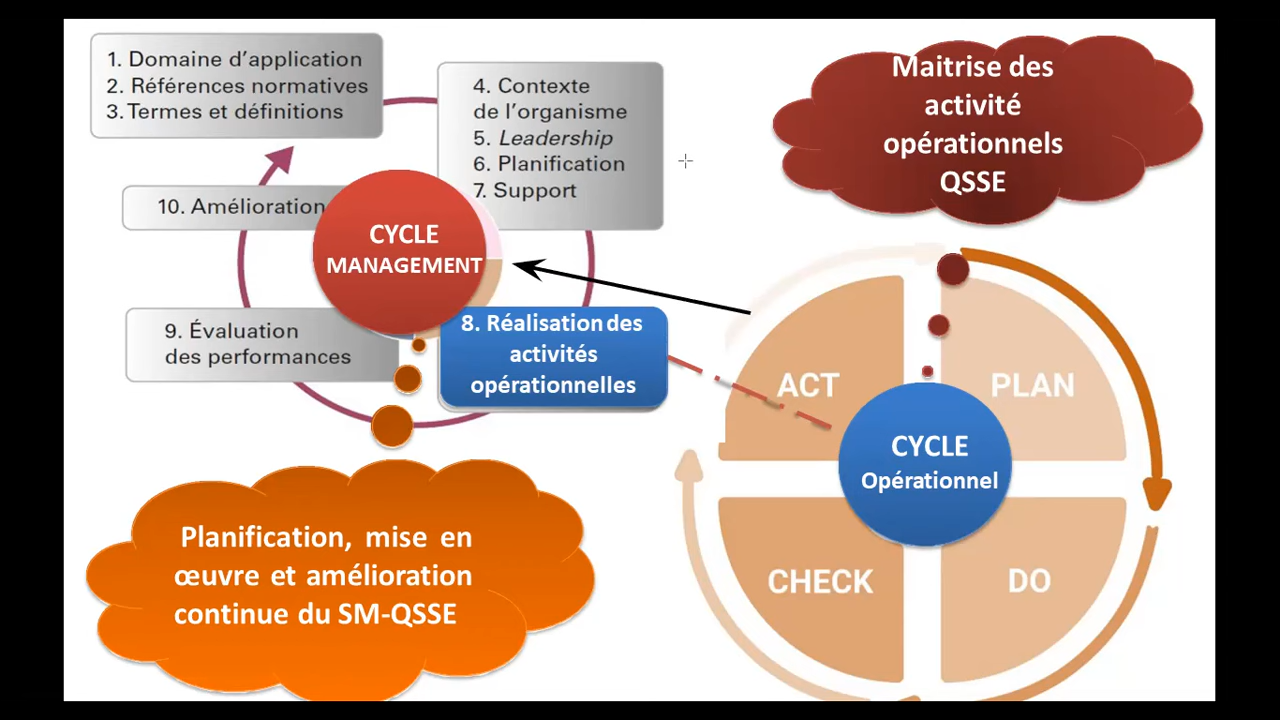 1. Domaine d’application
2. Références normatives
3. Termes et définitions
4. Contexte
de l’organisme
5. Leadership
6. Planification
7. Support
10. Amélioration
CYCLE
MANAGEMENT
9. Évaluation
des performances
8. Réalisation des
activités
opérationnelles
Planification, mise en
œuvre et amélioration
continue du SM-QSSE
Maitrise des
activité
opérationnels
QSSE
ACT
PLAN
CYCLE
Opérationnel
CHECK
DO